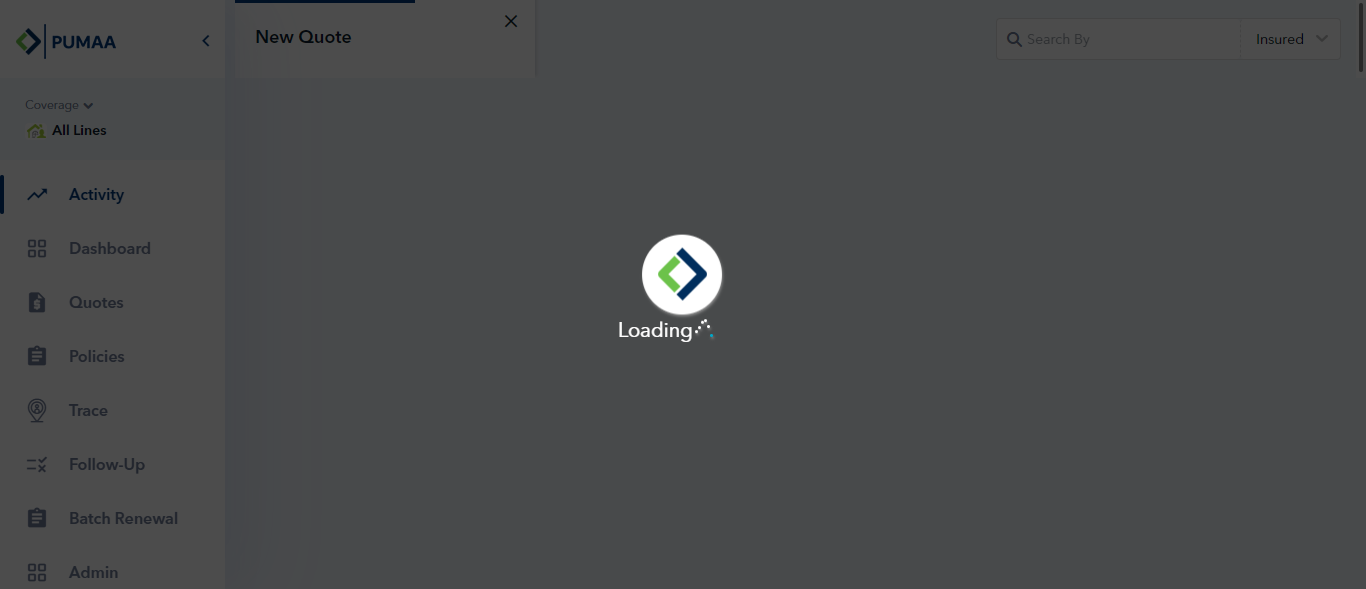 PUMAA
New Quote
Search By
Insured
Coverage
All Lines
Activity
Dashboard
Quotes
Policies
Trace
Follow-Up
Batch Renewal
Admin
Loading